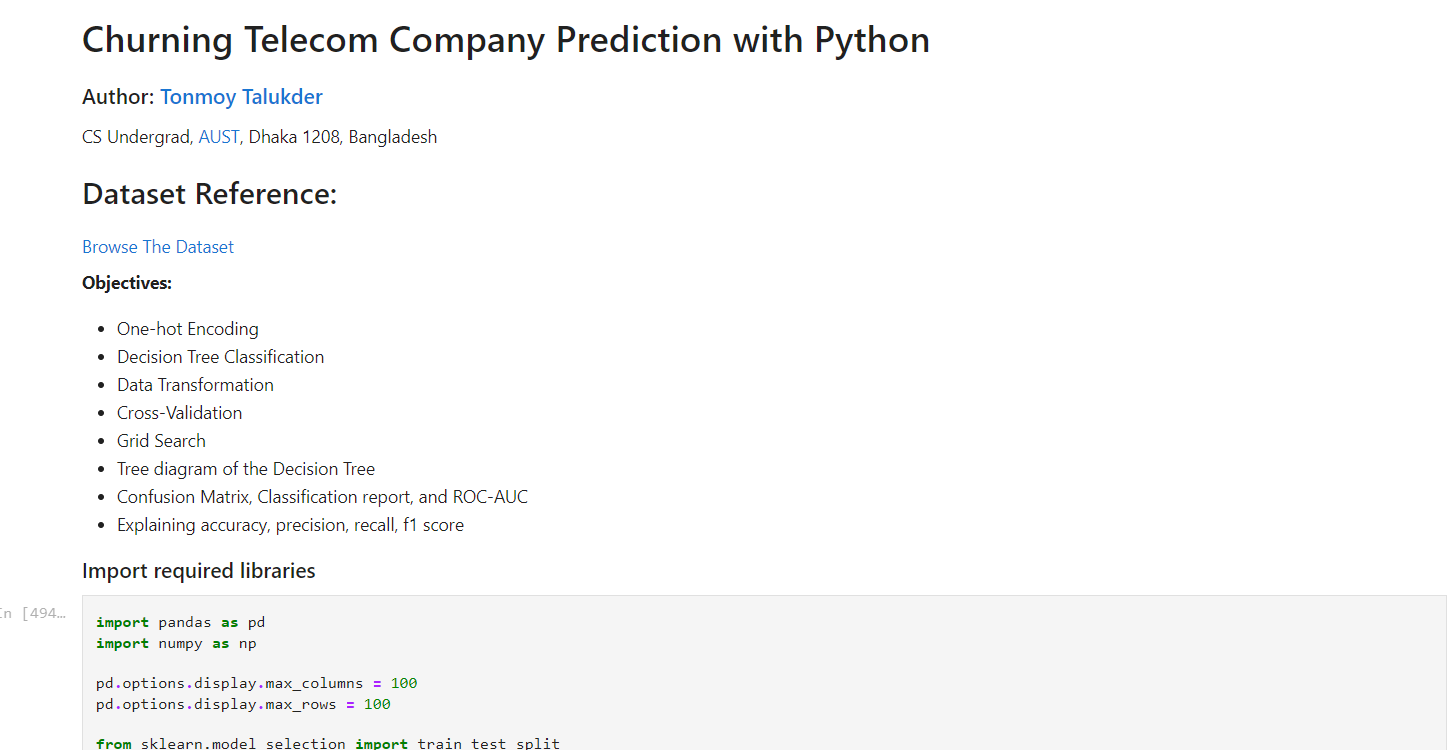 Churning Telecom Company Prediction with Python
Author: Tonmoy Talukder
CS Undergrad, AUST, Dhaka 1208, Bangladesh
Dataset Reference:
Browse The Dataset
Objectives:
One-hot Encoding
Decision Tree Classification
Data Transformation
Cross-Validation
Grid Search
Tree diagram of the Decision Tree
Confusion Matrix, Classification report, and ROC-AUC
Explaining accuracy, precision, recall, f1 score
Import required libraries
In [494…
import pandas as pd
import numpy as np
pd.options.display.max_columns = 100
pd.options.display.max_rows = 100
from sklearn.model_selection import train_test_split